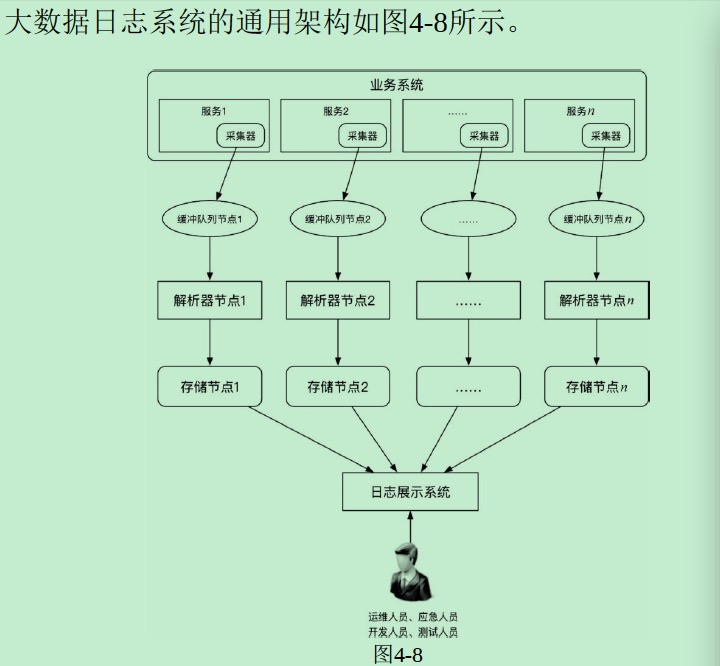 大数据日志系统的通用架构如图4-8所示。
业务系统
服务1
服务2
......
服务n
采集器
采集器
采集器
采集器
缓冲队列节点1
缓冲队列节点2
......
缓冲队列节点n
解析器节点1
解析器节点2
......
解析器节点n
存储节点1
存储节点2
......
存储节点n
日志展示系统
运维人员、应急人员
开发人员、测试人员
图4-8